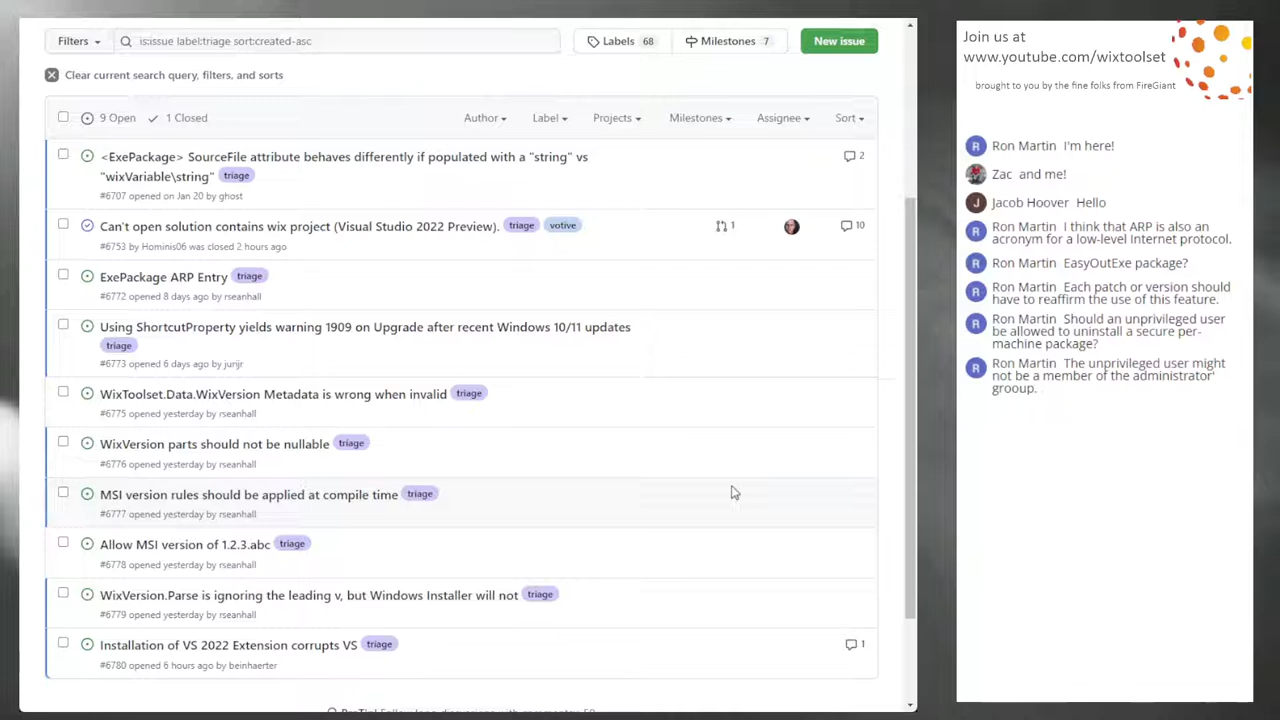 Filters
is:issue label:triage sort:created-asc
Labels 68
Milestones 7
New issue
Clear current search query, filters, and sorts
9 Open
1 Closed
Author
Label
Projects
Milestones
Assignee
Sort
<ExePackage> SourceFile attribute behaves differently if populated with a "string" vs
"wixVariable\string" triage
2
#6707 opened on Jan 20 by ghost
Can't open solution contains wix project (Visual Studio 2022 Preview). triage votive
1
10
#6753 by Hominis06 was closed 2 hours ago
ExePackage ARP Entry triage
#6772 opened 8 days ago by rseanhall
Using ShortcutProperty yields warning 1909 on Upgrade after recent Windows 10/11 updates
triage
#6773 opened 6 days ago by jurijr
WixToolset.Data.WixVersion Metadata is wrong when invalid triage
#6775 opened yesterday by rseanhall
WixVersion parts should not be nullable triage
#6776 opened yesterday by rseanhall
MSI version rules should be applied at compile time triage
#6777 opened yesterday by rseanhall
Allow MSI version of 1.2.3.abc triage
#6778 opened yesterday by rseanhall
WixVersion.Parse is ignoring the leading v, but Windows Installer will not triage
#6779 opened yesterday by rseanhall
Installation of VS 2022 Extension corrupts VS triage
1
#6780 opened 6 hours ago by beinhaerter
Join us at
www.youtube.com/wixtoolset
brought to you by the fine folks from FireGiant
R Ron Martin I'm here!
Zac and me!
J Jacob Hoover Hello
R Ron Martin I think that ARP is also an
acronym for a low-level Internet protocol.
R Ron Martin EasyOutExe package?
R Ron Martin Each patch or version should
have to reaffirm the use of this feature.
R Ron Martin Should an unprivileged user
be allowed to uninstall a secure per-
machine package?
R Ron Martin The unprivileged user might
not be a member of the administrator'
grooup.